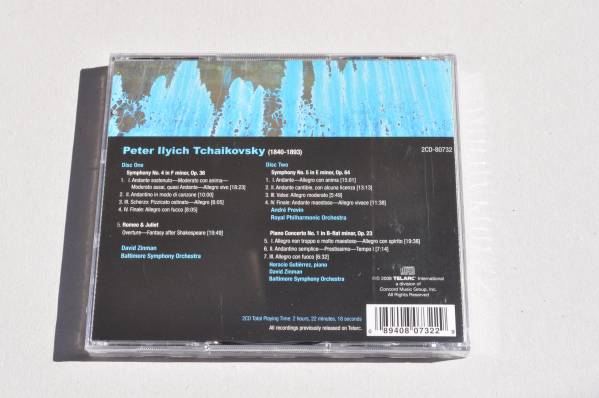 Peter Ilyich Tchaikovsky (1840-1893)
2CD-80732
Disc One
Symphony No. 4 in F minor, Op. 36
1. I. Andante sostenuto—Moderato con anima—
Moderato assai, quasi Andante—Allegro vivo [18:23]
2. II. Andantino in modo di canzone [10:00]
3. III. Scherzo: Pizzicato ostinato—Allegro [6:05]
4. IV. Finale: Allegro con fuoco [8:05]
5. Romeo & Juliet
Overture—Fantasy after Shakespeare [19:49]
David Zinman
Baltimore Symphony Orchestra
Disc Two
Symphony No. 5 in E minor, Op. 64
1. I. Andante—Allegro con anima [15:01]
2. II. Andante cantibile, con alcuna licenza [13:13]
3. III. Valse: Allegro moderato [5:49]
4. IV. Finale: Andante maestoso—Allegro vivace [11:38]
André Previn
Royal Philharmonic Orchestra
Piano Concerto No. 1 in B-flat minor, Op. 23
5. I. Allegro non troppo e molto maestoso—Allegro con spirito [19:38]
6. II. Andantino semplice—Prestissimo—Tempo I [7:14]
7. III. Allegro con fuoco [6:32]
Horacio Gutiérrez, piano
David Zinman
Baltimore Symphony Orchestra
2CD Total Playing Time: 2 hours, 22 minutes, 18 seconds
All recordings previously released on Telarc.
2008 TELARC International
a division of
Concord Music Group, Inc.
All Rights Reserved
0 89408 07322 9